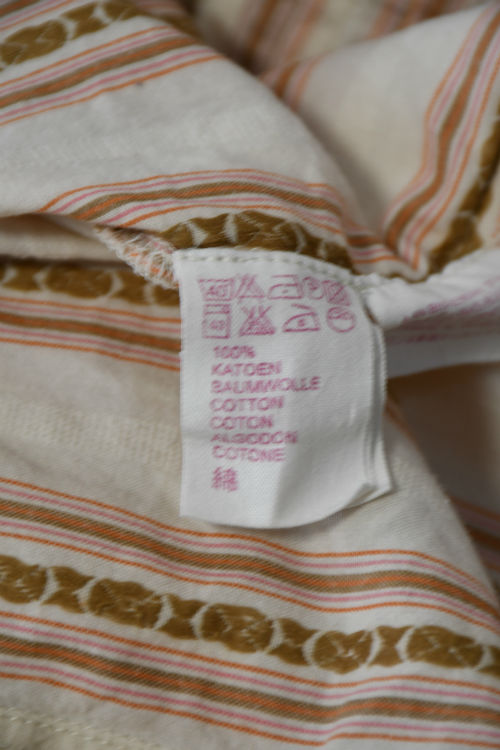 100%
KATOEN
BAUMWOLLE
COTTON
COTON
ALGODON
COTONE
綿